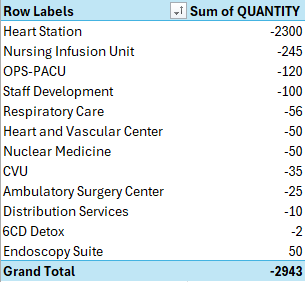 Row Labels Sum of QUANTITY
Heart Station -2300
Nursing Infusion Unit -245
OPS-PACU -120
Staff Development -100
Respiratory Care -56
Heart and Vascular Center -50
Nuclear Medicine -50
CVU -35
Ambulatory Surgery Center -25
Distribution Services -10
6CD Detox -2
Endoscopy Suite 50
Grand Total -2943